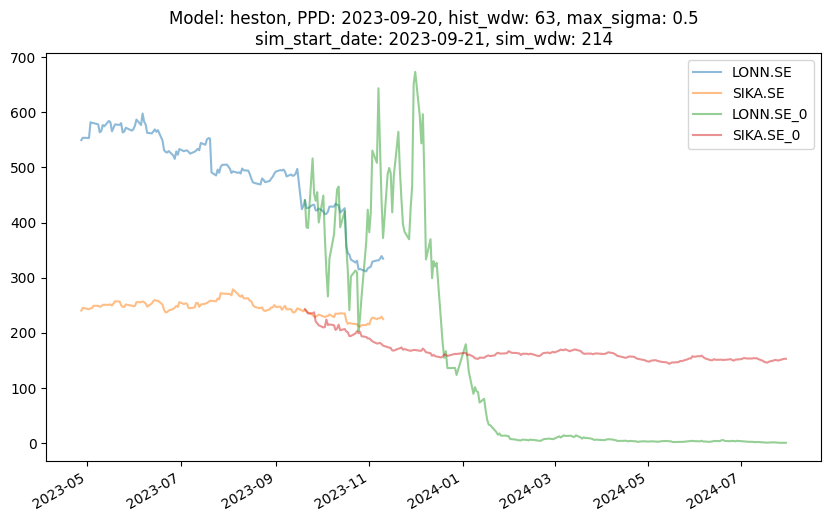 Model: heston, PPD: 2023-09-20, hist_wdw: 63, max_sigma: 0.5
sim_start_date: 2023-09-21, sim_wdw: 214
700
600
500
400
300
200
100
0
LONN.SE
SIKA.SE
LONN.SE_0
SIKA.SE_0
2023-05
2023-07
2023-09
2023-11
2024-01
2024-03
2024-05
2024-07